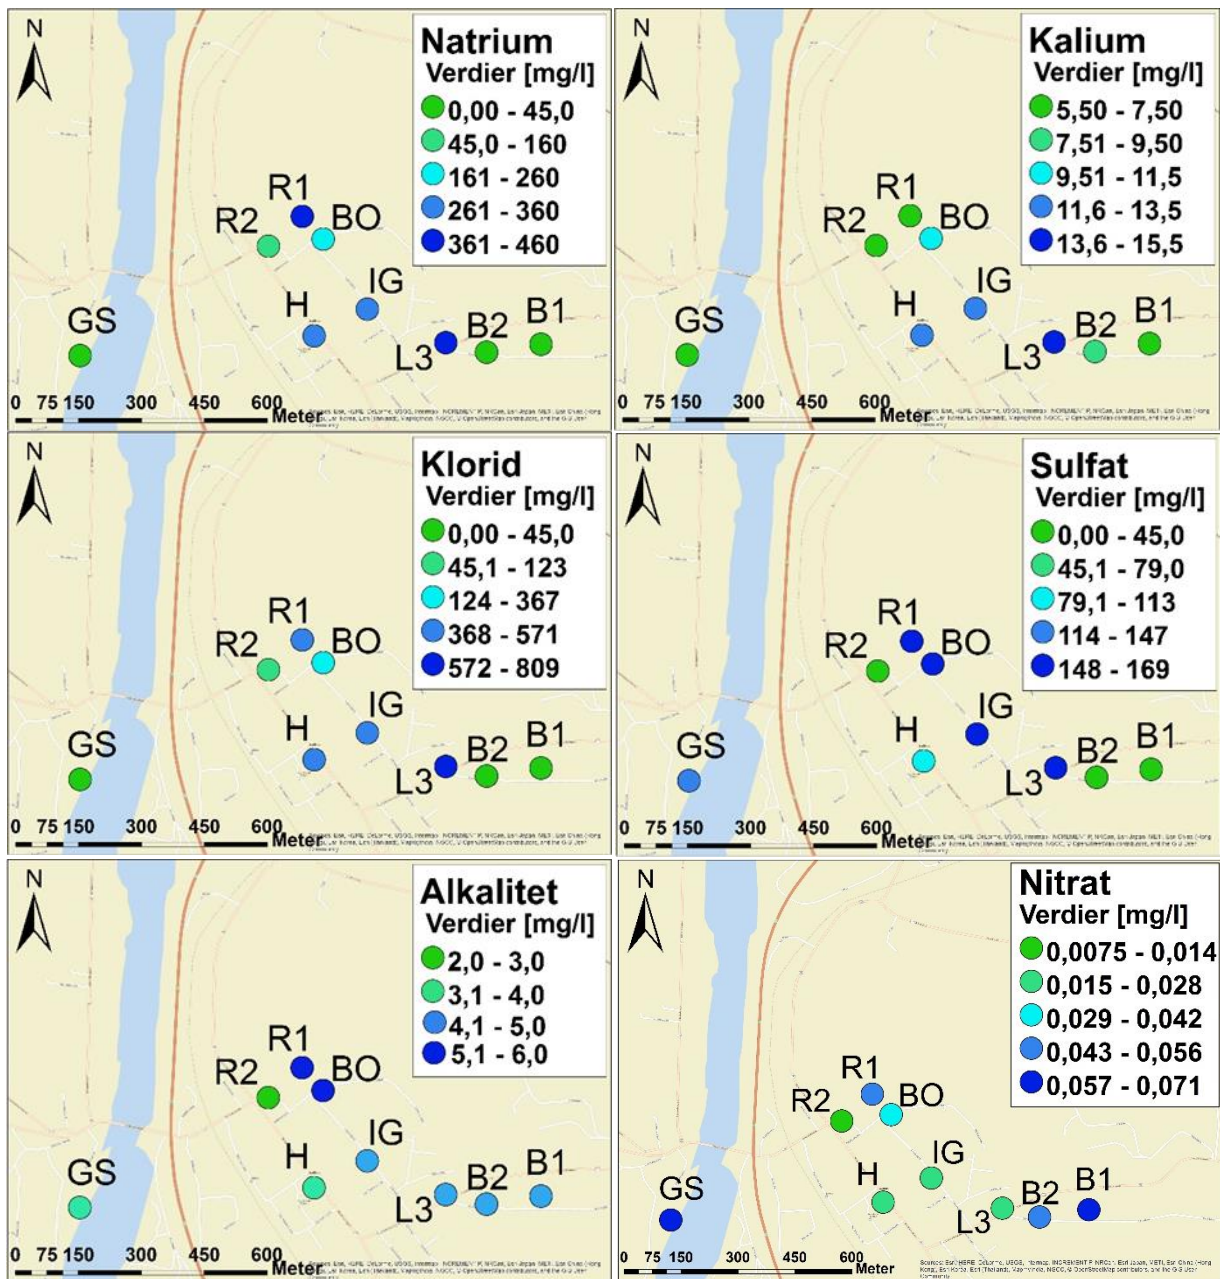 N
Natrium
Verdier [mg/l]
0,00 - 45,0
45,0 - 160
161 - 260
261 - 360
361 - 460
R1
R2
BO
IG
H
GS
L3
B2
B1
0 75 150 300 450 600
Meter
N
Kalium
Verdier [mg/l]
5,50 - 7,50
7,51 - 9,50
9,51 - 11,5
11,6 - 13,5
13,6 - 15,5
R1
R2
BO
IG
H
GS
L3
B2
B1
0 75 150 300 450 600
Meter
N
Klorid
Verdier [mg/l]
0,00 - 45,0
45,1 - 123
124 - 367
368 - 571
572 - 809
R1
R2
BO
IG
H
GS
L3
B2
B1
0 75 150 300 450 600
Meter
N
Sulfat
Verdier [mg/l]
0,00 - 45,0
45,1 - 79,0
79,1 - 113
114 - 147
148 - 169
R1
R2
BO
IG
H
GS
L3
B2
B1
0 75 150 300 450 600
Meter
N
Alkalitet
Verdier [mg/l]
2,0 - 3,0
3,1 - 4,0
4,1 - 5,0
5,1 - 6,0
R1
R2
BO
IG
H
GS
L3
B2
B1
0 75 150 300 450 600
Meter
N
Nitrat
Verdier [mg/l]
0,0075 - 0,014
0,015 - 0,028
0,029 - 0,042
0,043 - 0,056
0,057 - 0,071
R1
R2
BO
IG
H
GS
L3
B2
B1
0 75 150 300 450 600
Meter